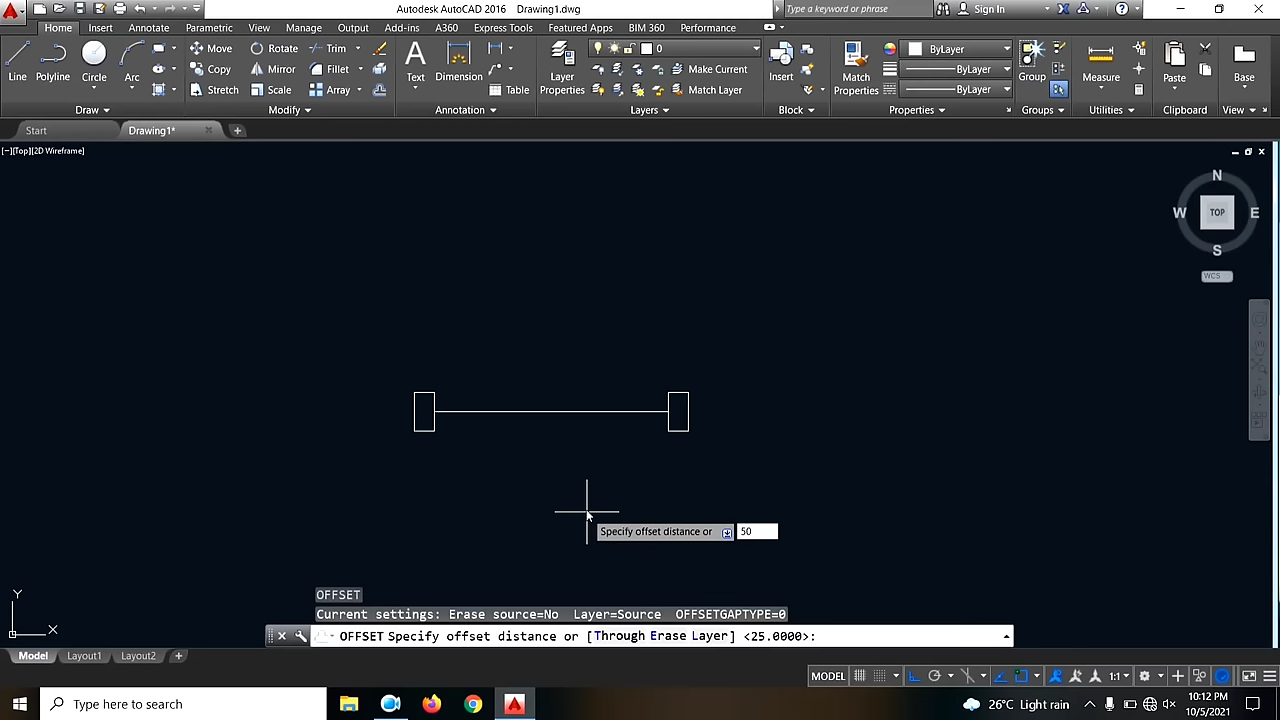 Autodesk AutoCAD 2016 Drawing1.dwg
Type a keyword or phrase
Sign In
Home Insert Annotate Parametric View Manage Output Add-ins A360 Express Tools Featured Apps BIM 360 Performance
Line Polyline Circle Arc
Move Rotate Trim
Copy Mirror Fillet
Stretch Scale Array
Text Dimension Table
Layer Properties
0
Make Current
Match Layer
Insert
Match Properties
ByLayer
ByLayer
ByLayer
Group Measure Paste Base
Draw Modify Annotation Layers Block Properties Groups Utilities Clipboard View
Start Drawing1*
[−][Top][2D Wireframe]
N
W TOP E
S
WCS
Specify offset distance or 50
Y
X
OFFSET
Current settings: Erase source=No Layer=Source OFFSETGAPTYPE=0
OFFSET Specify offset distance or [Through Erase Layer] <25.0000>:
Model Layout1 Layout2
MODEL 1:1
Type here to search
26°C Light rain
10:12 PM
10/5/2021